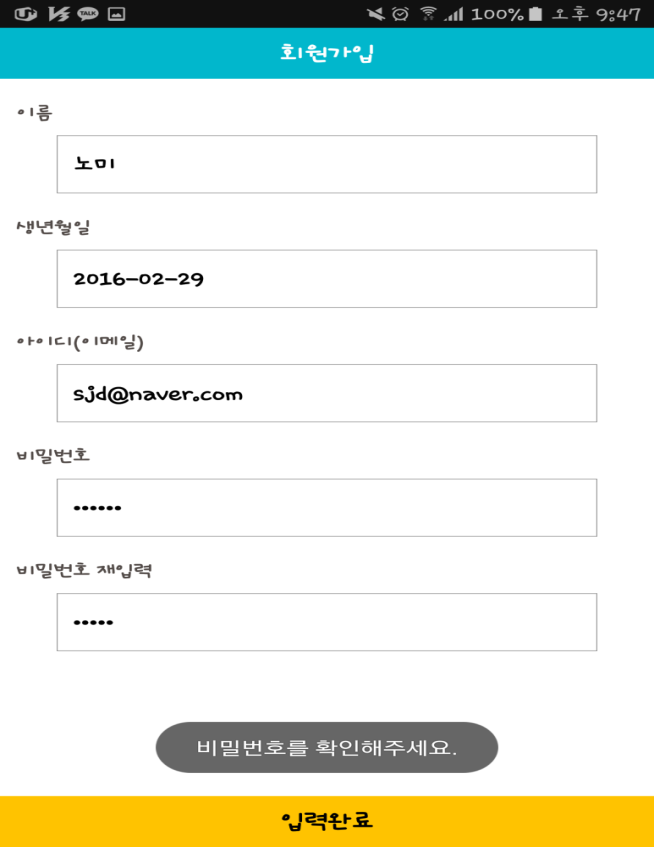 TALK 100% 오후 9:47
회원가입
이름
노미
생년월일
2016-02-29
아이디(이메일)
sjd@naver.com
비밀번호
••••••
비밀번호 재입력
•••••
비밀번호를 확인해주세요.
입력완료